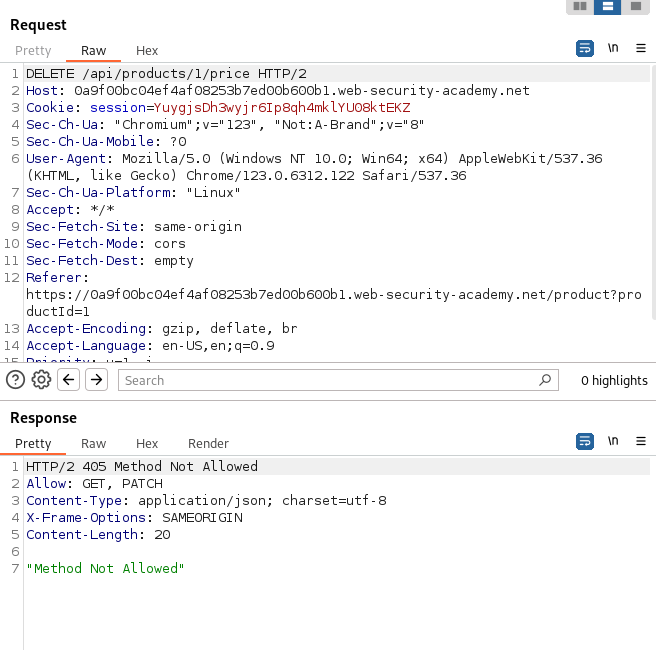 Request
Pretty Raw Hex
\n
1 DELETE /api/products/1/price HTTP/2
2 Host: 0a9f00bc04ef4af08253b7ed00b600b1.web-security-academy.net
3 Cookie: session=YuygjsDh3wyjr6Ip8qh4mklYU08ktEKZ
4 Sec-Ch-Ua: "Chromium";v="123", "Not:A-Brand";v="8"
5 Sec-Ch-Ua-Mobile: ?0
6 User-Agent: Mozilla/5.0 (Windows NT 10.0; Win64; x64) AppleWebKit/537.36
(KHTML, like Gecko) Chrome/123.0.6312.122 Safari/537.36
7 Sec-Ch-Ua-Platform: "Linux"
8 Accept: */*
9 Sec-Fetch-Site: same-origin
10 Sec-Fetch-Mode: cors
11 Sec-Fetch-Dest: empty
12 Referer:
https://0a9f00bc04ef4af08253b7ed00b600b1.web-security-academy.net/product?pro
ductId=1
13 Accept-Encoding: gzip, deflate, br
14 Accept-Language: en-US,en;q=0.9
15 Priority: u=1, i
Search
0 highlights
Response
Pretty Raw Hex Render
\n
1 HTTP/2 405 Method Not Allowed
2 Allow: GET, PATCH
3 Content-Type: application/json; charset=utf-8
4 X-Frame-Options: SAMEORIGIN
5 Content-Length: 20
6
7 "Method Not Allowed"